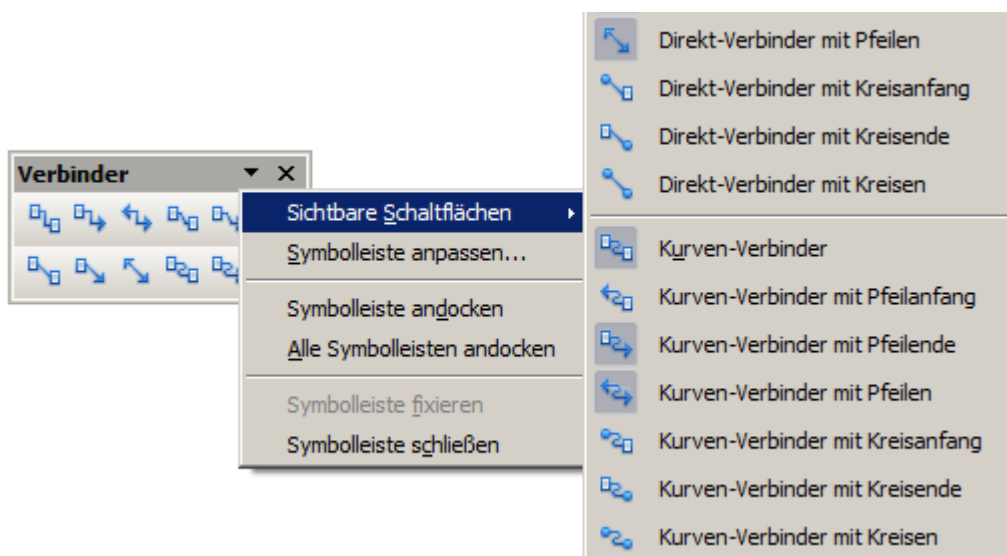 Verbinder
Sichtbare Schaltflächen
Symbolleiste anpassen...
Symbolleiste andocken
Alle Symbolleisten andocken
Symbolleiste fixieren
Symbolleiste schließen
Direkt-Verbinder mit Pfeilen
Direkt-Verbinder mit Kreisanfang
Direkt-Verbinder mit Kreisende
Direkt-Verbinder mit Kreisen
Kurven-Verbinder
Kurven-Verbinder mit Pfeilanfang
Kurven-Verbinder mit Pfeilende
Kurven-Verbinder mit Pfeilen
Kurven-Verbinder mit Kreisanfang
Kurven-Verbinder mit Kreisende
Kurven-Verbinder mit Kreisen